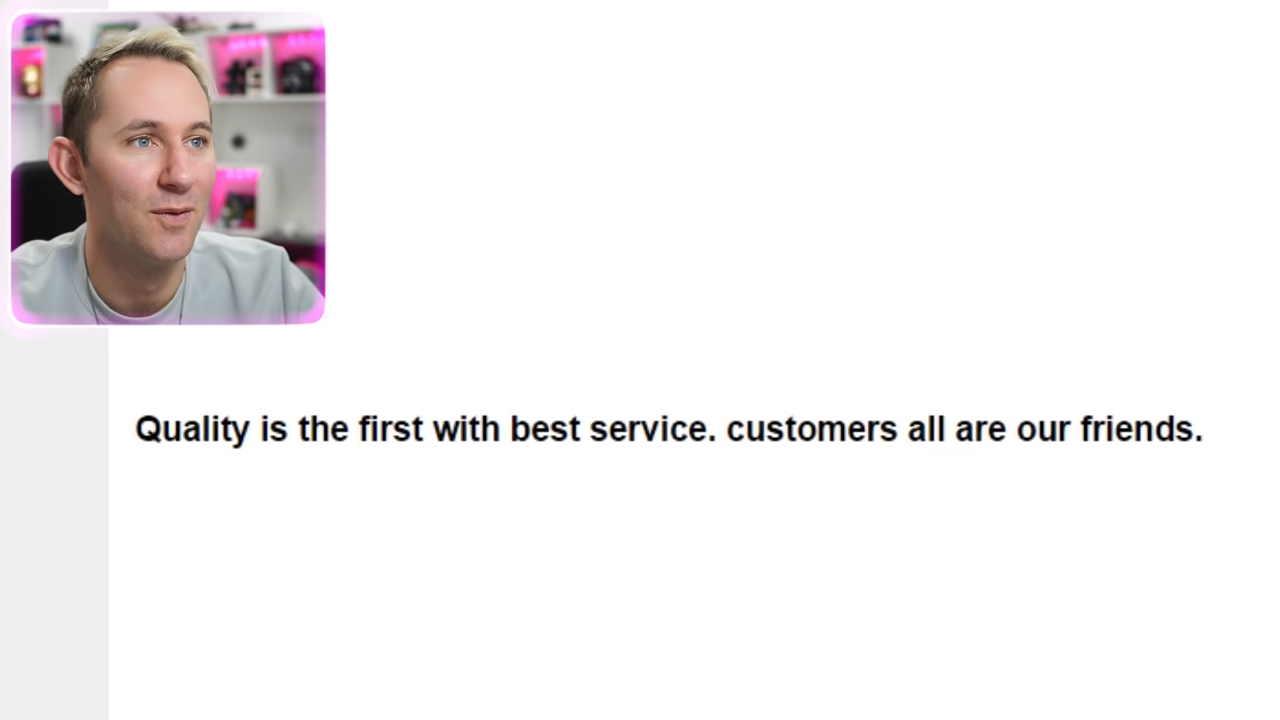 Quality is the first with best service. customers all are our friends.